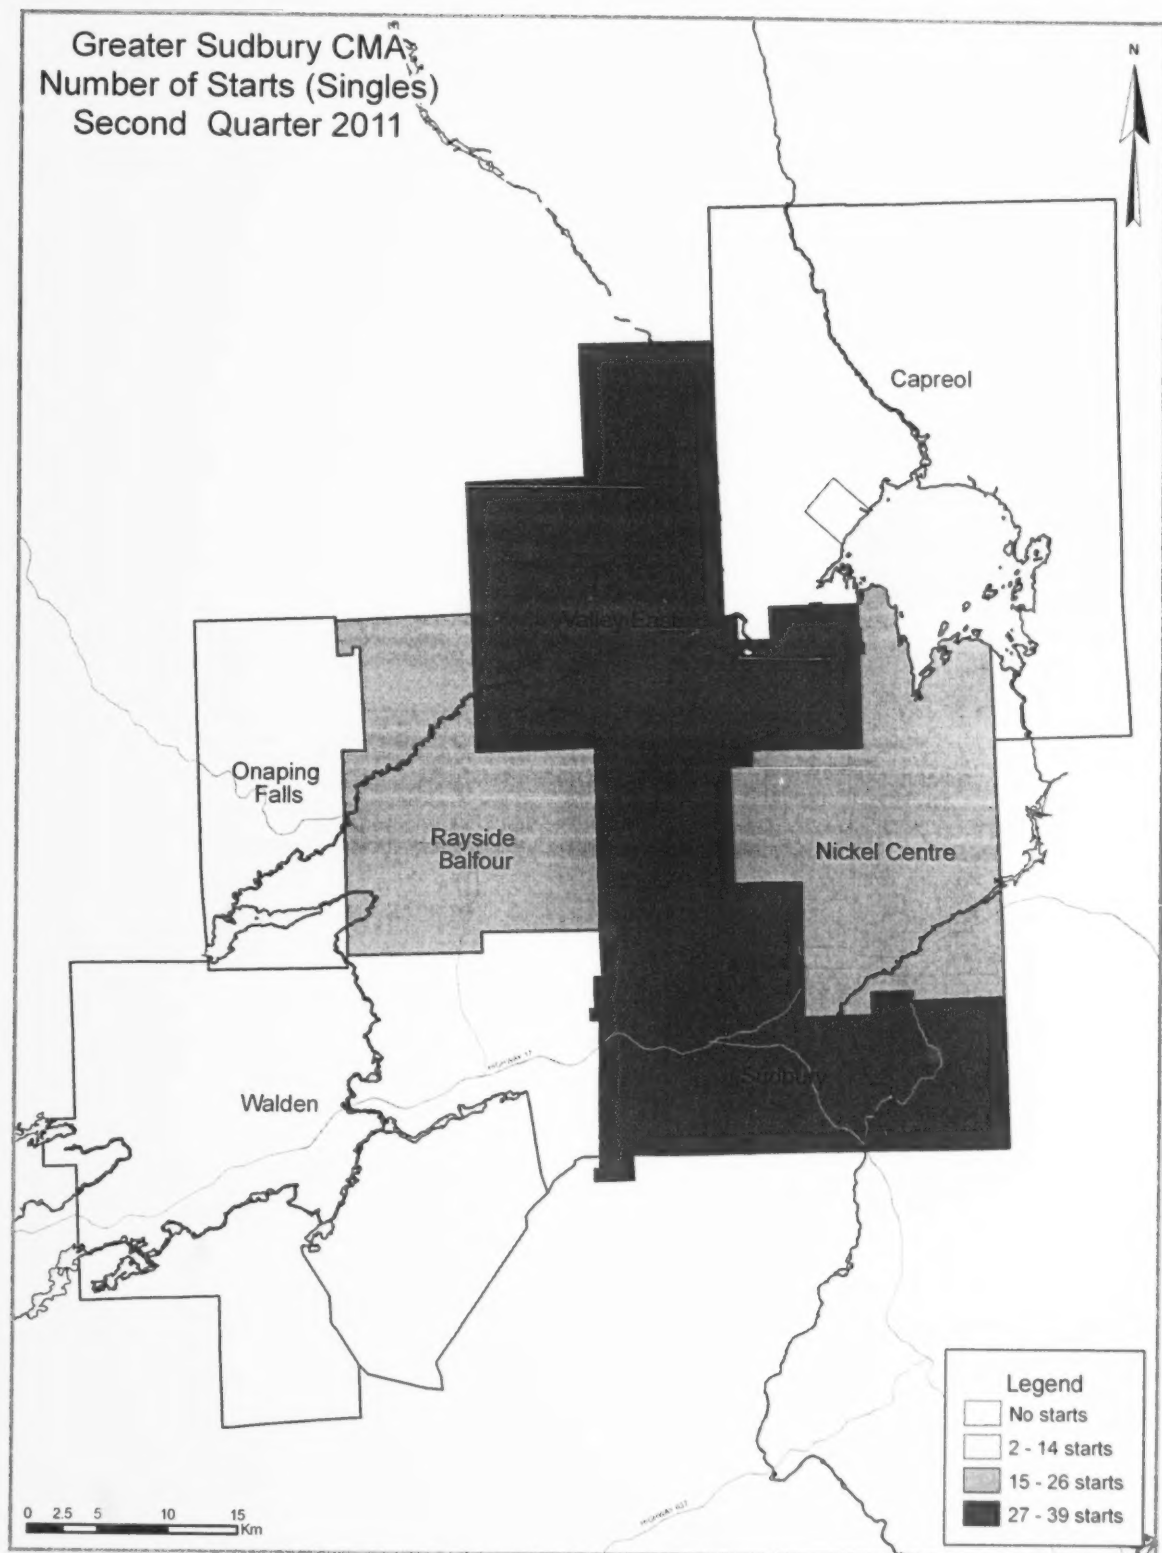 Greater Sudbury CMA
Number of Starts (Singles)
Second Quarter 2011
N
Capreol
Valley East
Onaping
Falls
Rayside
Balfour
Nickel Centre
HIGHWAY 17
Sudbury
Walden
Legend
No starts
2 - 14 starts
15 - 26 starts
27 - 39 starts
0 2.5 5 10 15
Km